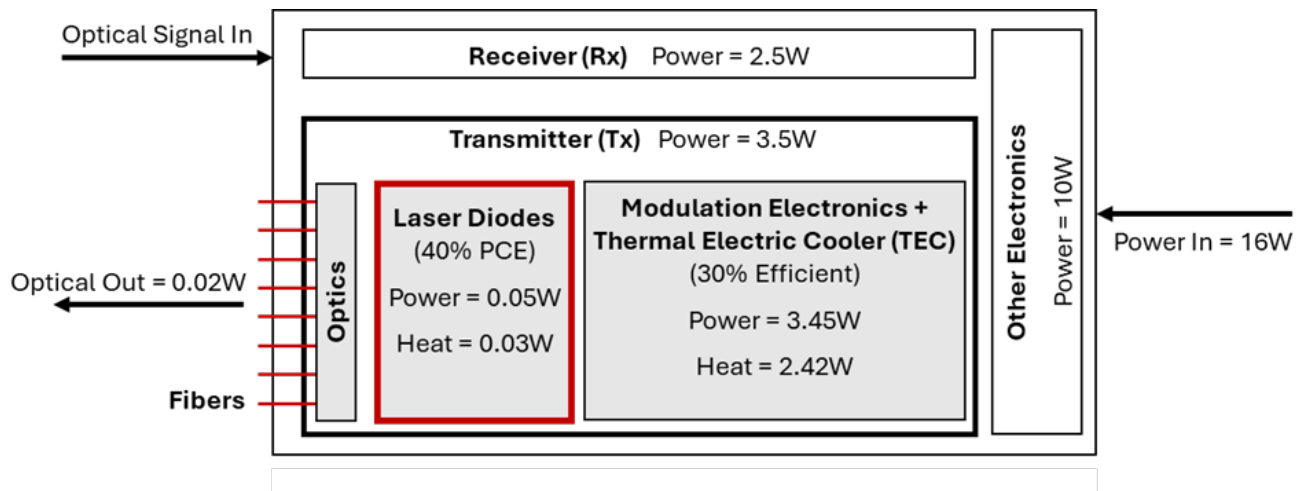 Optical Signal In
Receiver (Rx) Power = 2.5W
Transmitter (Tx) Power = 3.5W
Laser Diodes
(40% PCE)
Power = 0.05W
Heat = 0.03W
Modulation Electronics +
Thermal Electric Cooler (TEC)
(30% Efficient)
Power = 3.45W
Heat = 2.42W
Optics
Optical Out = 0.02W
Fibers
Other Electronics
Power = 10W
Power In = 16W